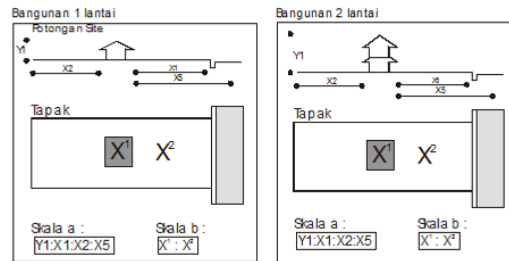 Bangunan 1 lantai
Potongan Site
Y1
X2
X1
X5
Tapak
X¹
X²
Skala a :
Skala b :
Y1:X1:X2:X5
X¹ : X²
Bangunan 2 lantai
Y1
X2
X6
X5
Tapak
X¹
X²
Skala a :
Skala b :
Y1:X1:X2:X5
X¹ : X²